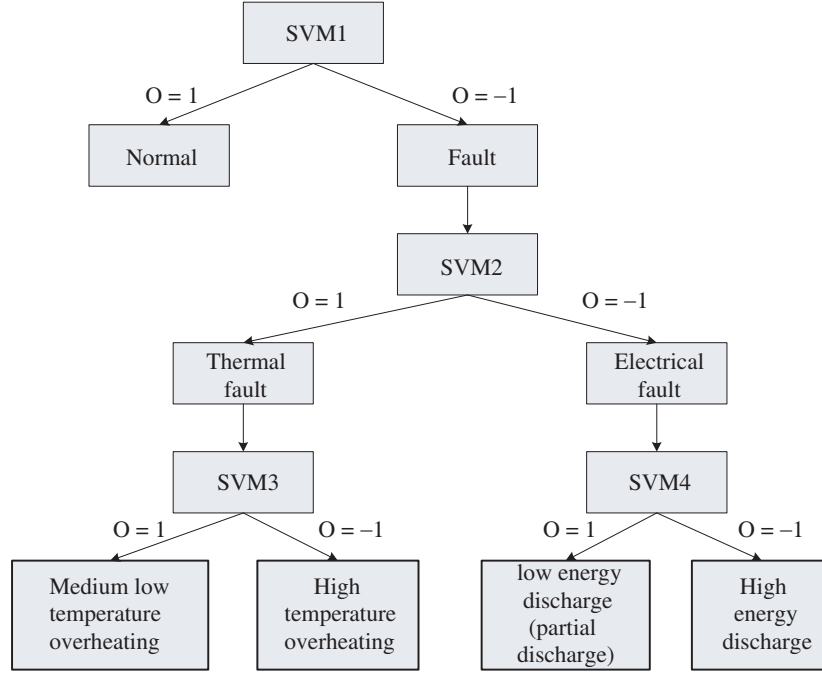 SVM1
O = 1
O = –1
Normal
Fault
SVM2
O = 1
O = –1
Thermal
fault
Electrical
fault
SVM3
SVM4
O = 1
O = –1
O = 1
O = –1
Medium low
temperature
overheating
High
temperature
overheating
low energy
discharge
(partial
discharge)
High
energy
discharge